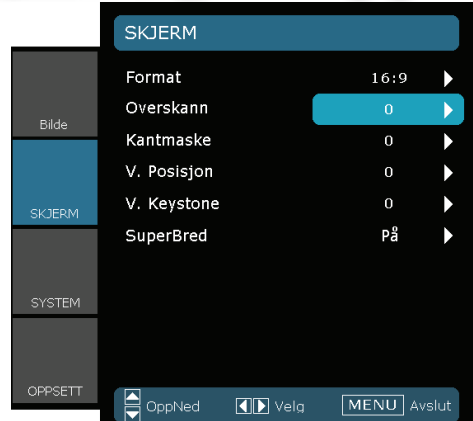 SKJERM
Bilde
SKJERM
SYSTEM
OPPSETT
Format 16:9
Overskann 0
Kantmaske 0
V. Posisjon 0
V. Keystone 0
SuperBred På
OppNed Velg MENU Avslut